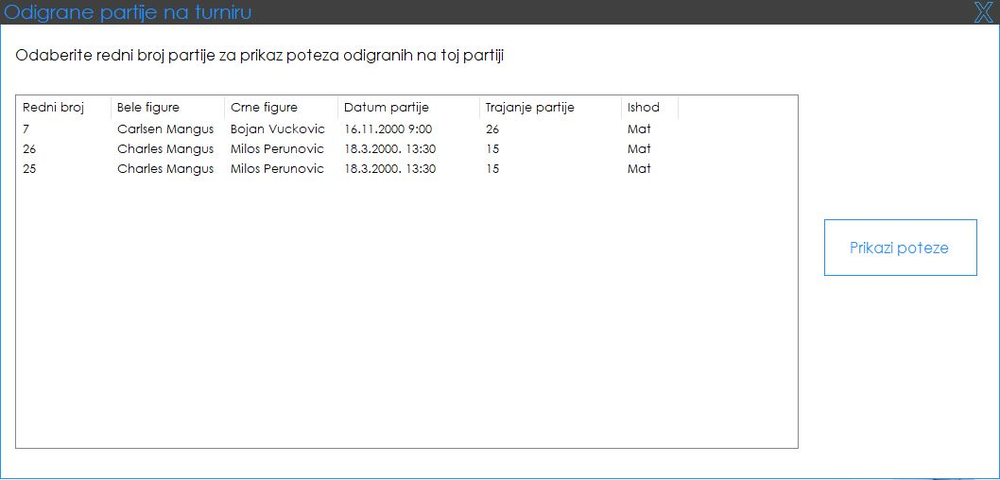 Odigrane partije na turniru X
Odaberite redni broj partije za prikaz poteza odigranih na toj partiji
Redni broj Bele figure Crne figure Datum partije Trajanje partije Ishod
7 Carlsen Mangus Bojan Vuckovic 16.11.2000 9:00 26 Mat
26 Charles Mangus Milos Perunovic 18.3.2000. 13:30 15 Mat
25 Charles Mangus Milos Perunovic 18.3.2000. 13:30 15 Mat
Prikazi poteze